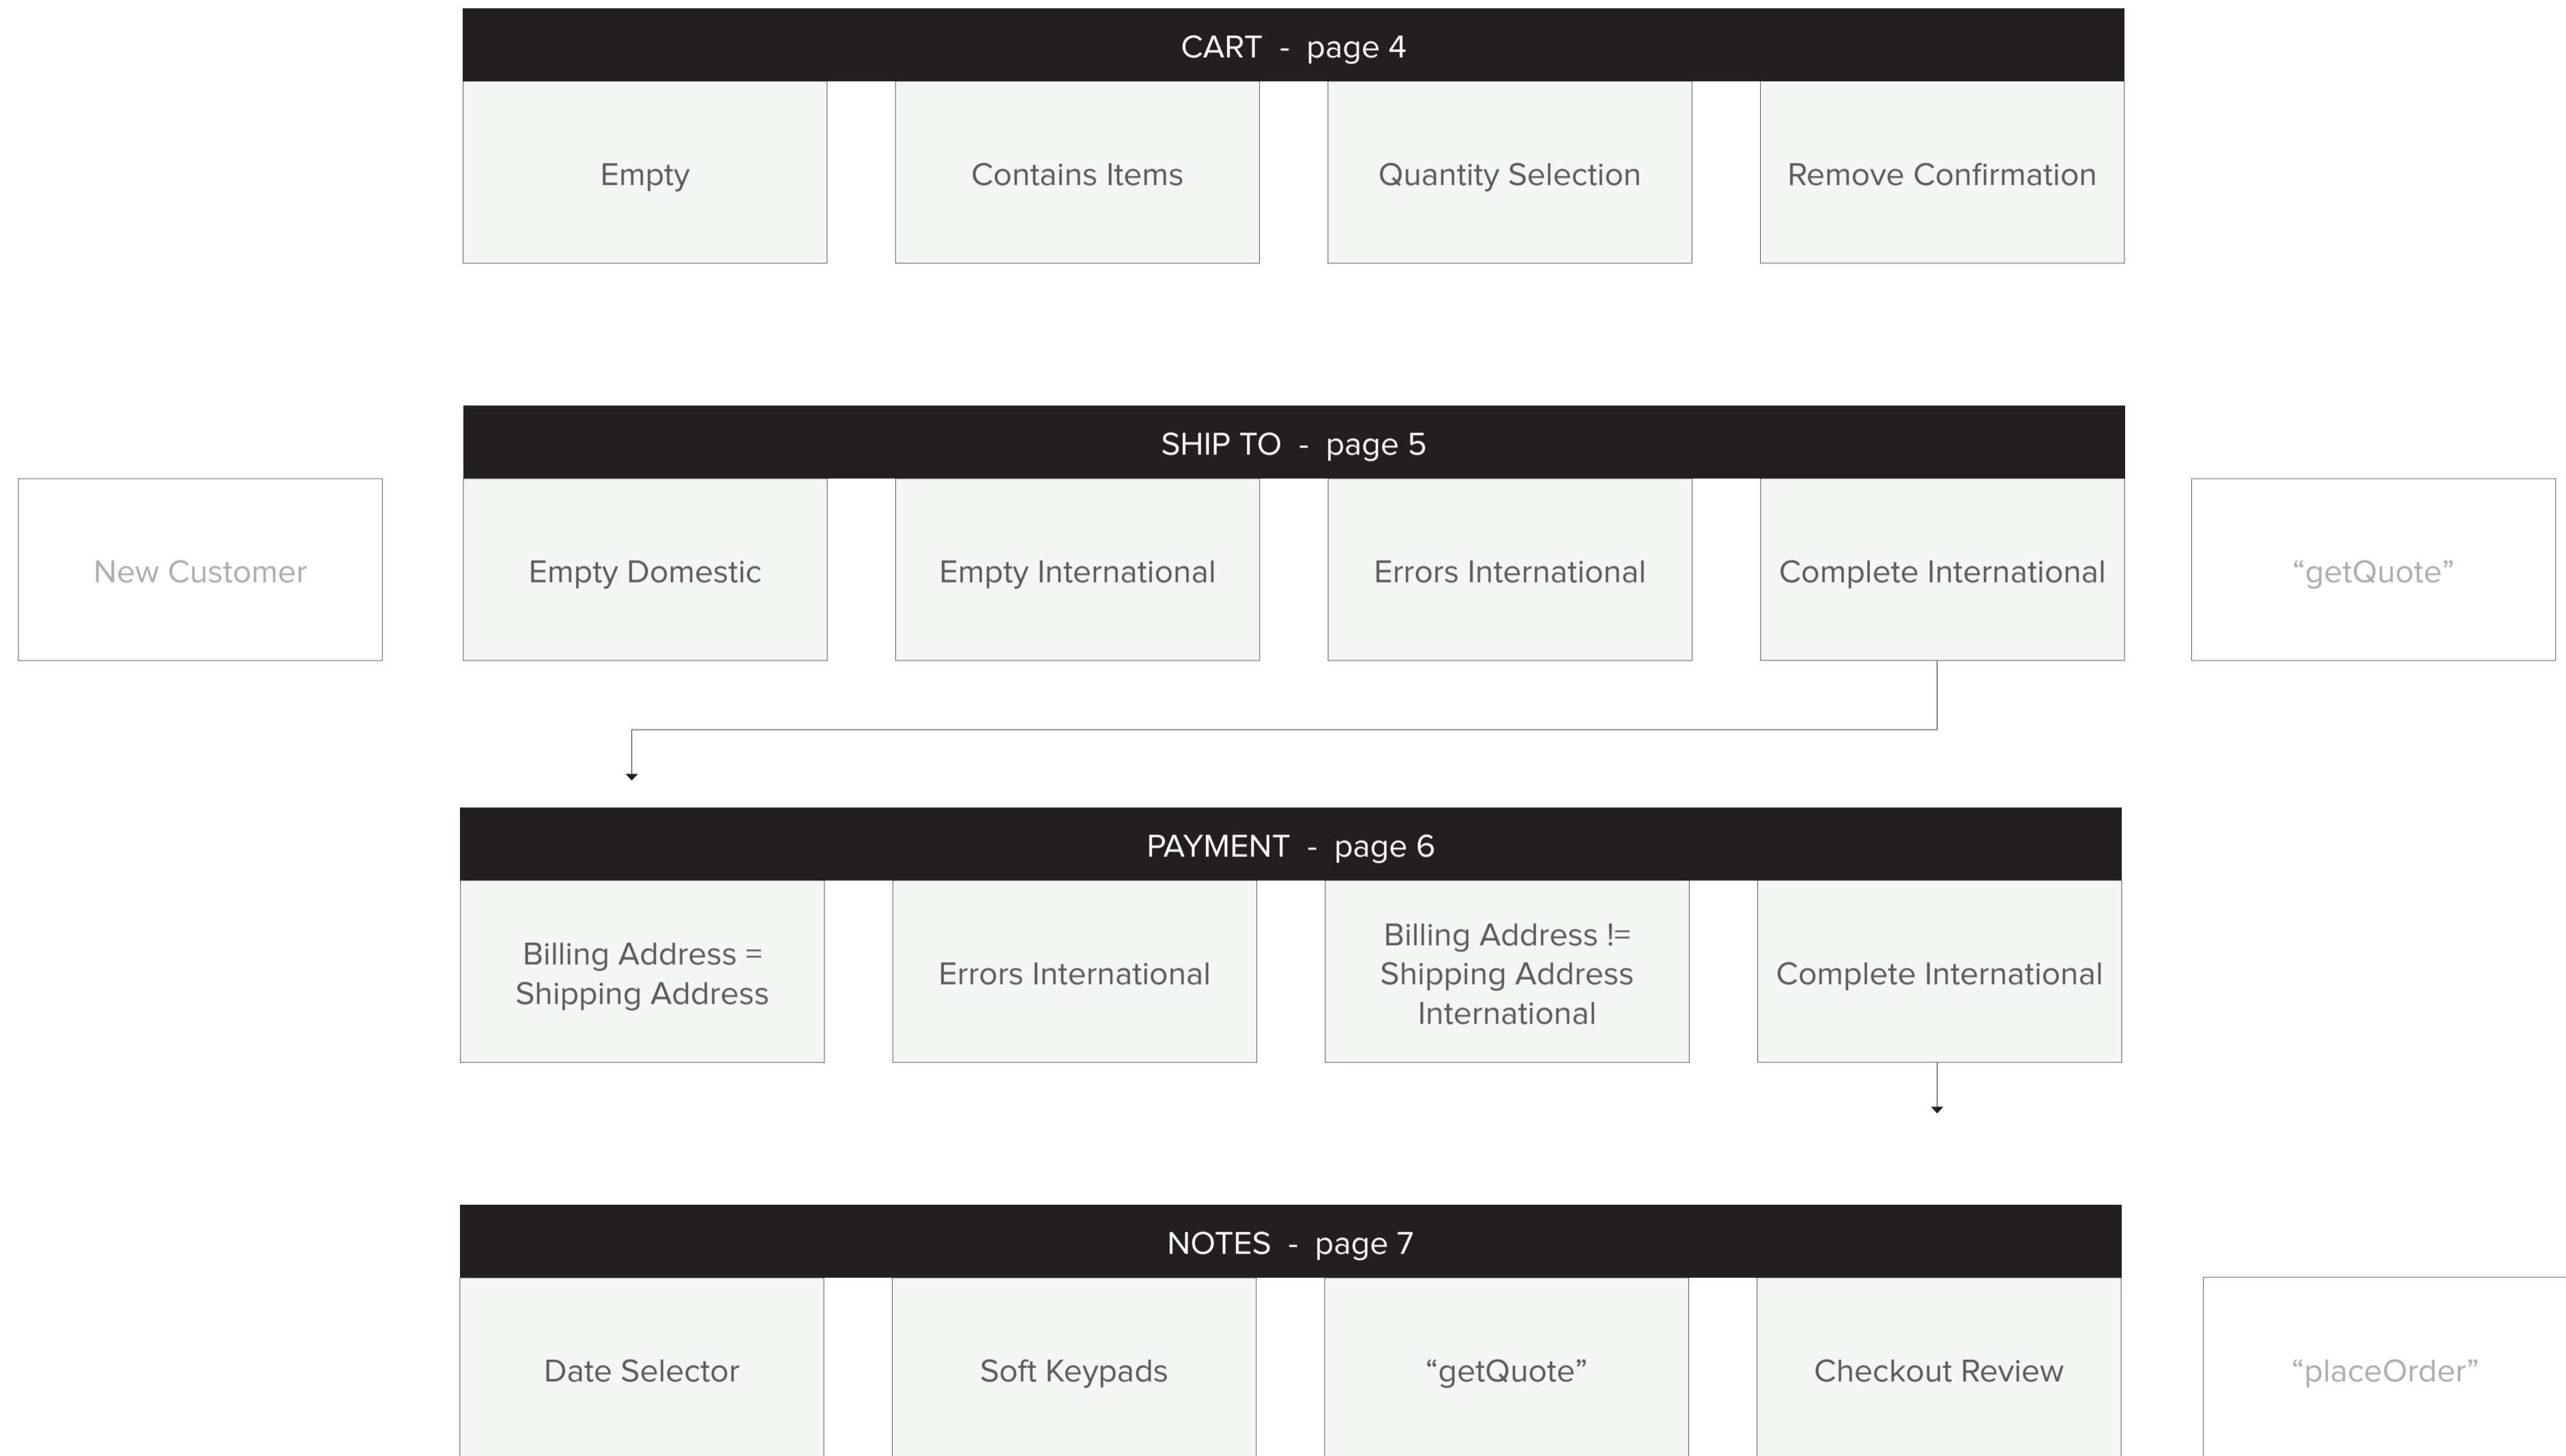 CART - page 4
Empty
Contains Items
Quantity Selection
Remove Confirmation
SHIP TO - page 5
New Customer
Empty Domestic
Empty International
Errors International
Complete International
“getQuote”
PAYMENT - page 6
Billing Address =
Shipping Address
Errors International
Billing Address !=
Shipping Address
International
Complete International
NOTES - page 7
Date Selector
Soft Keypads
“getQuote”
Checkout Review
“placeOrder”